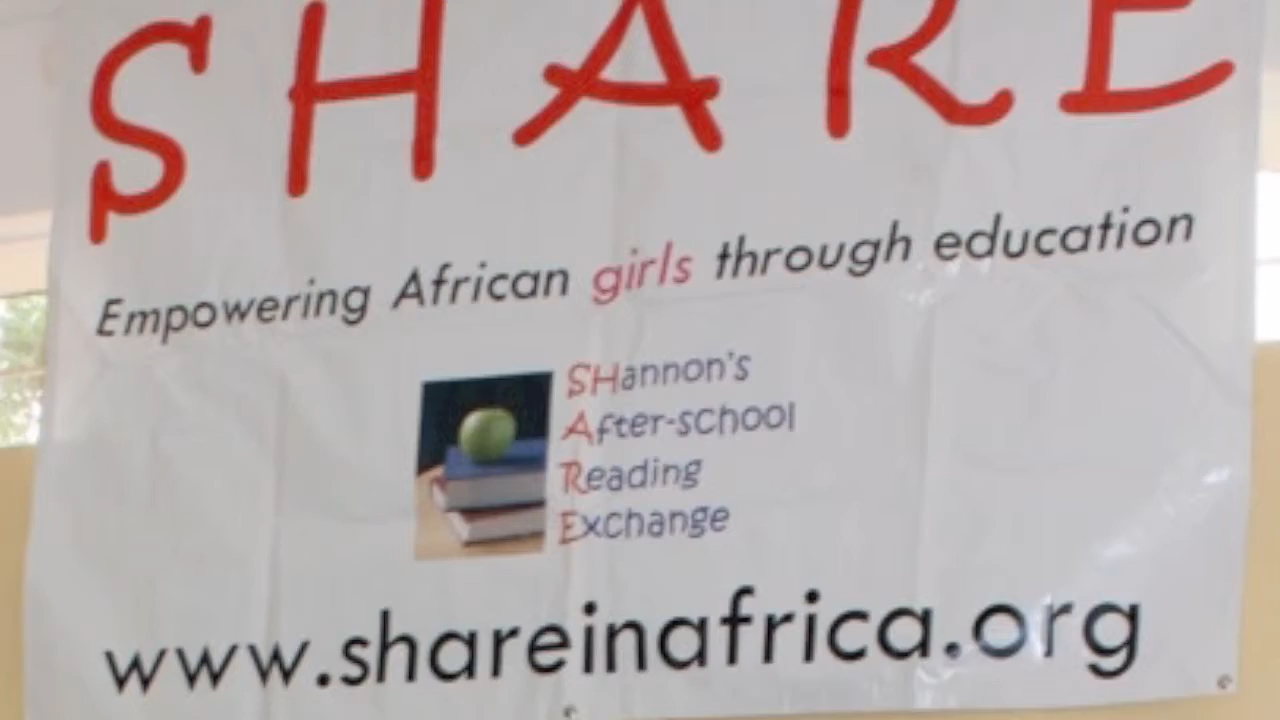 SHARE
Empowering African girls through education
SHannon's
After-school
Reading
Exchange
www.shareinafrica.org